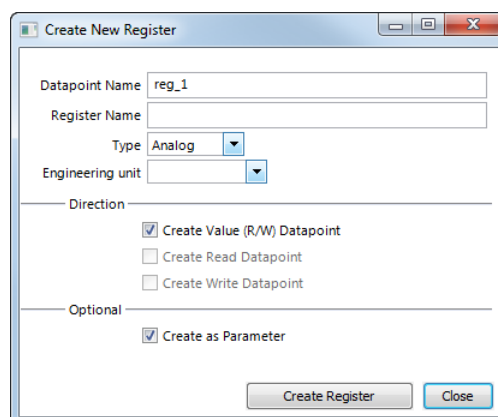 Create New Register
Datapoint Name reg_1
Register Name
Type Analog
Engineering unit
Direction
Create Value (R/W) Datapoint
Create Read Datapoint
Create Write Datapoint
Optional
Create as Parameter
Create Register Close